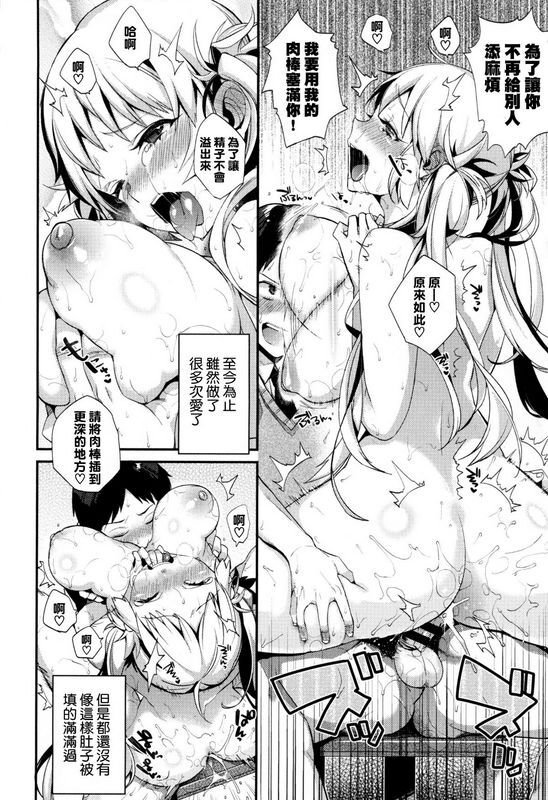 為了讓你
不再給別人
添麻煩
啊♡
啊♡
我要用我的
肉棒塞滿你！
原—♡
原來如此♡
哈啊
啊♡
為了讓
精子不會
溢出來
至今為止
雖然做了
很多次愛了
請將肉棒插到
更深的地方♡
啊♡
啊♡
啊♡
啊♡
但是都還沒有
像這樣肚子被
填的滿滿過